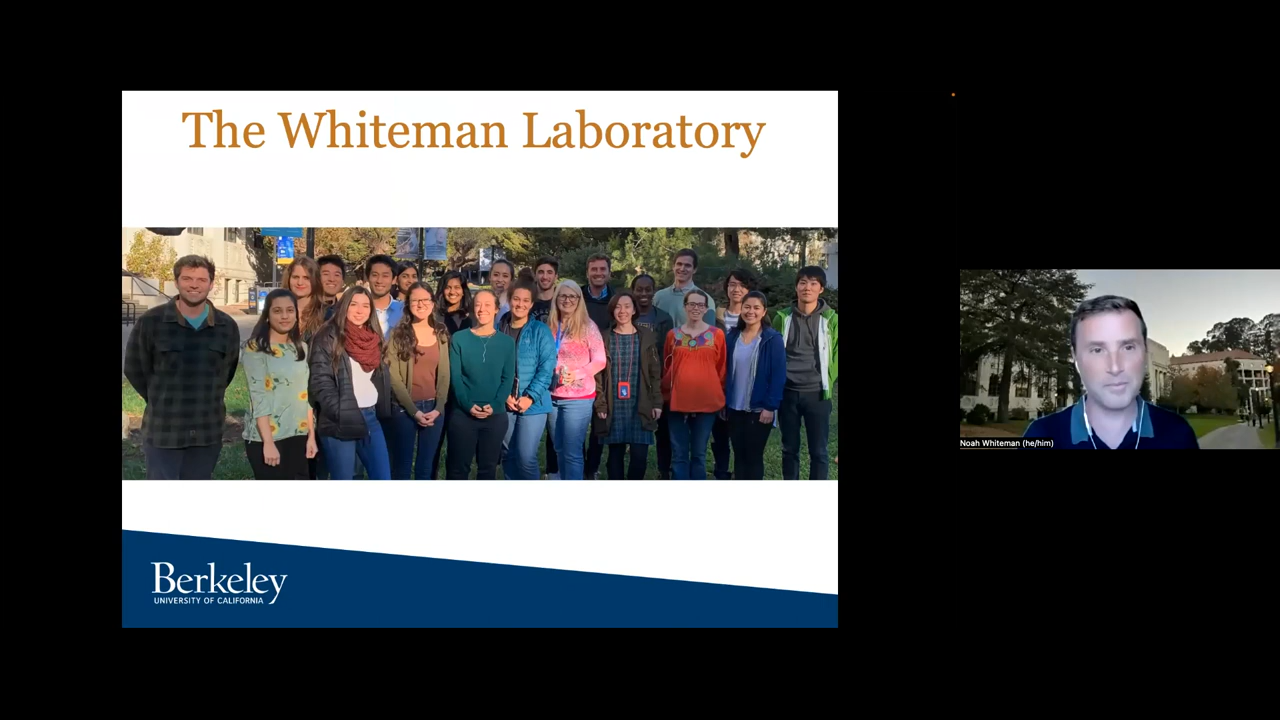 The Whiteman Laboratory
Noah Whiteman (he/him)
Berkeley
UNIVERSITY OF CALIFORNIA